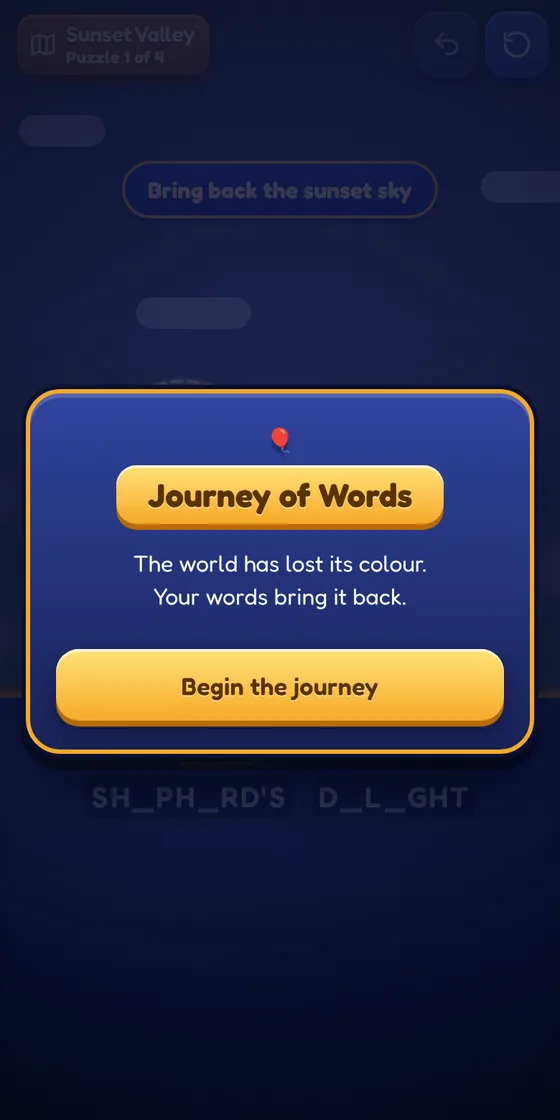 Sunset Valley
Puzzle 1 of 4
Bring back the sunset sky
Journey of Words
The world has lost its colour.
Your words bring it back.
Begin the journey
SH_PH_RD'S D_L_GHT